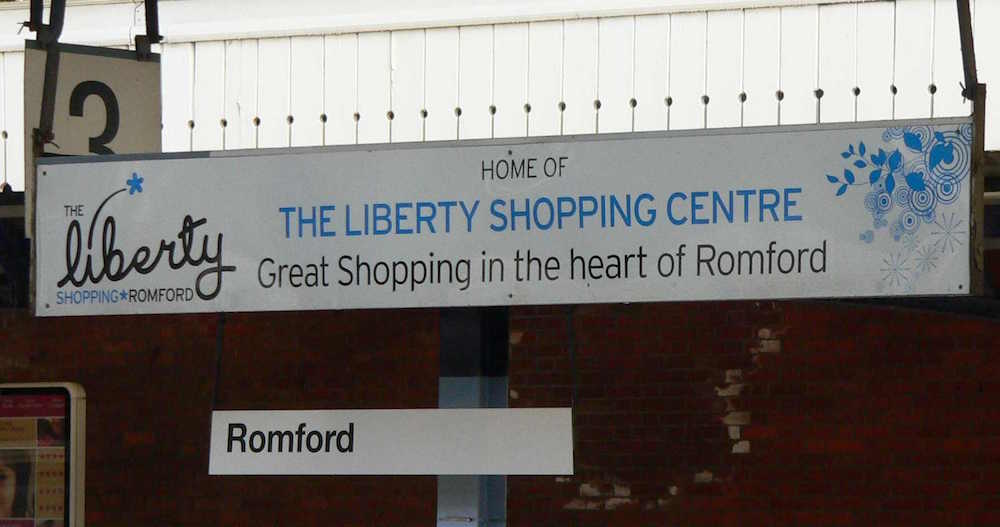 3
HOME OF
THE LIBERTY SHOPPING CENTRE
Great Shopping in the heart of Romford
THE
liberty
SHOPPING*ROMFORD
Romford